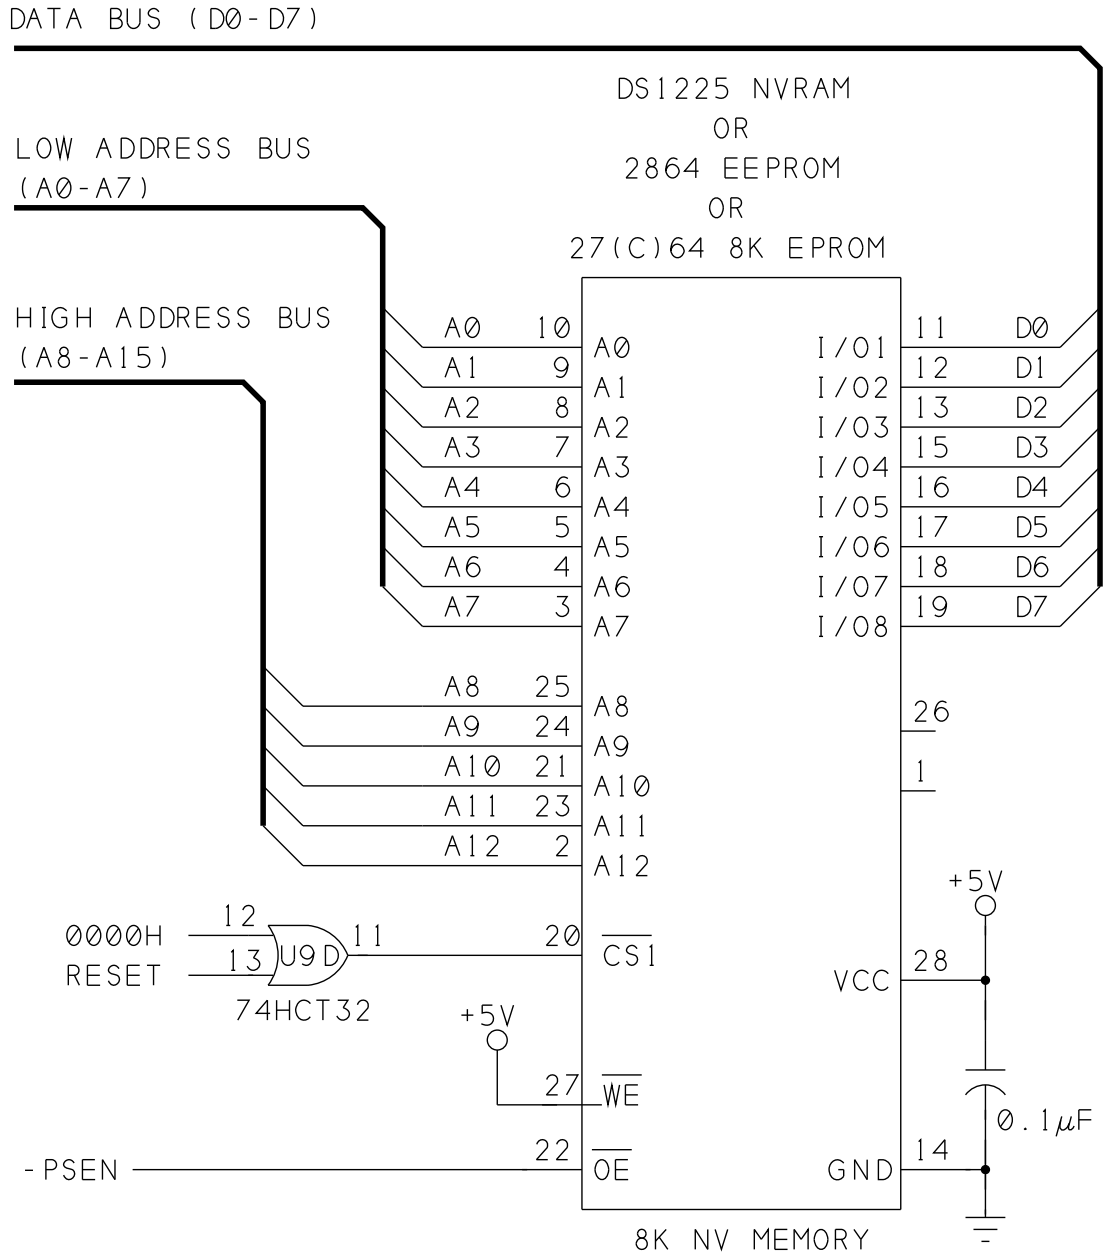 DATA BUS (D0-D7)
DS1225 NVRAM
OR
2864 EEPROM
OR
27(C)64 8K EPROM
LOW ADDRESS BUS
(A0-A7)
HIGH ADDRESS BUS
(A8-A15)
A0 10 A0 I/O1 11 D0
A1 9 A1 I/O2 12 D1
A2 8 A2 I/O3 13 D2
A3 7 A3 I/O4 15 D3
A4 6 A4 I/O5 16 D4
A5 5 A5 I/O6 17 D5
A6 4 A6 I/O7 18 D6
A7 3 A7 I/O8 19 D7
A8 25 A8
A9 24 A9 26
A10 21 A10 1
A11 23 A11
A12 2 A12
+5V
0000H 12 U9D 11 20 CS1
RESET 13
74HCT32
VCC 28
+5V
27 WE
0.1μF
-PSEN 22 OE GND 14
8K NV MEMORY
-